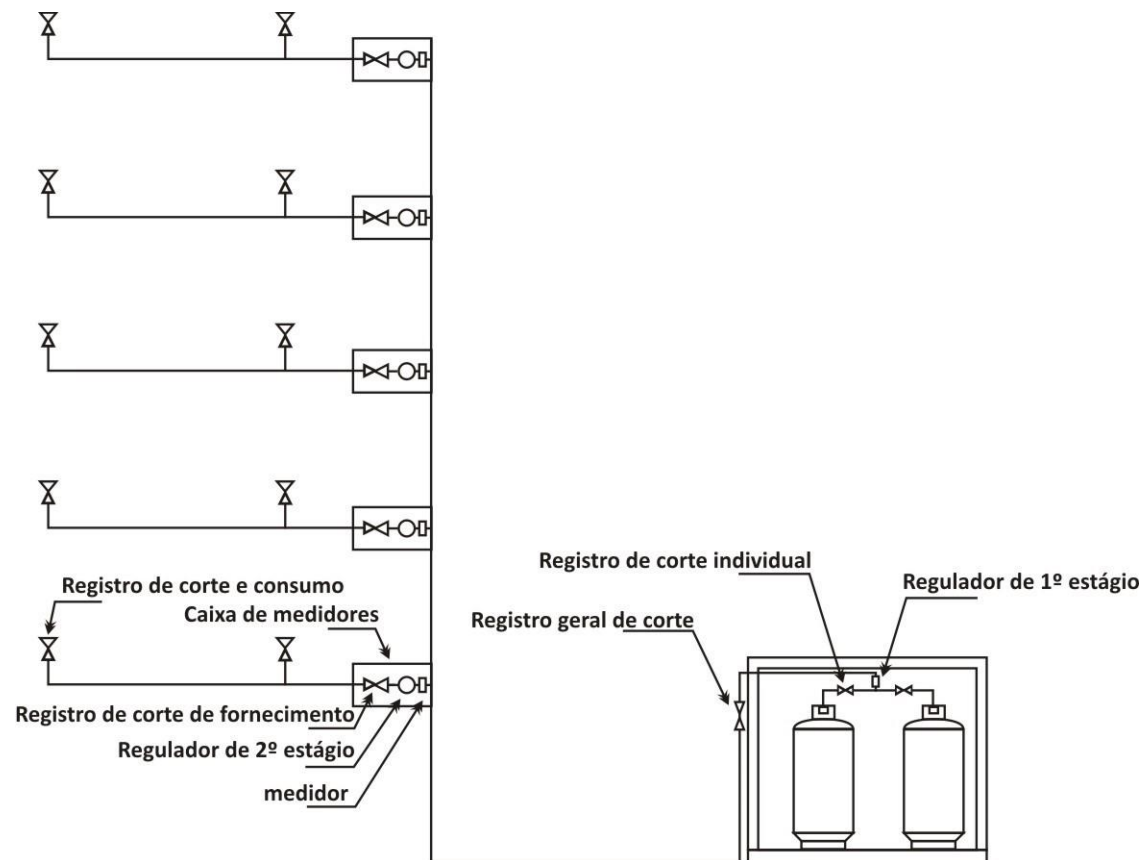 Registro de corte individual
Regulador de 1º estágio
Registro de corte e consumo
Caixa de medidores
Registro geral de corte
Registro de corte de fornecimento
Regulador de 2º estágio
medidor